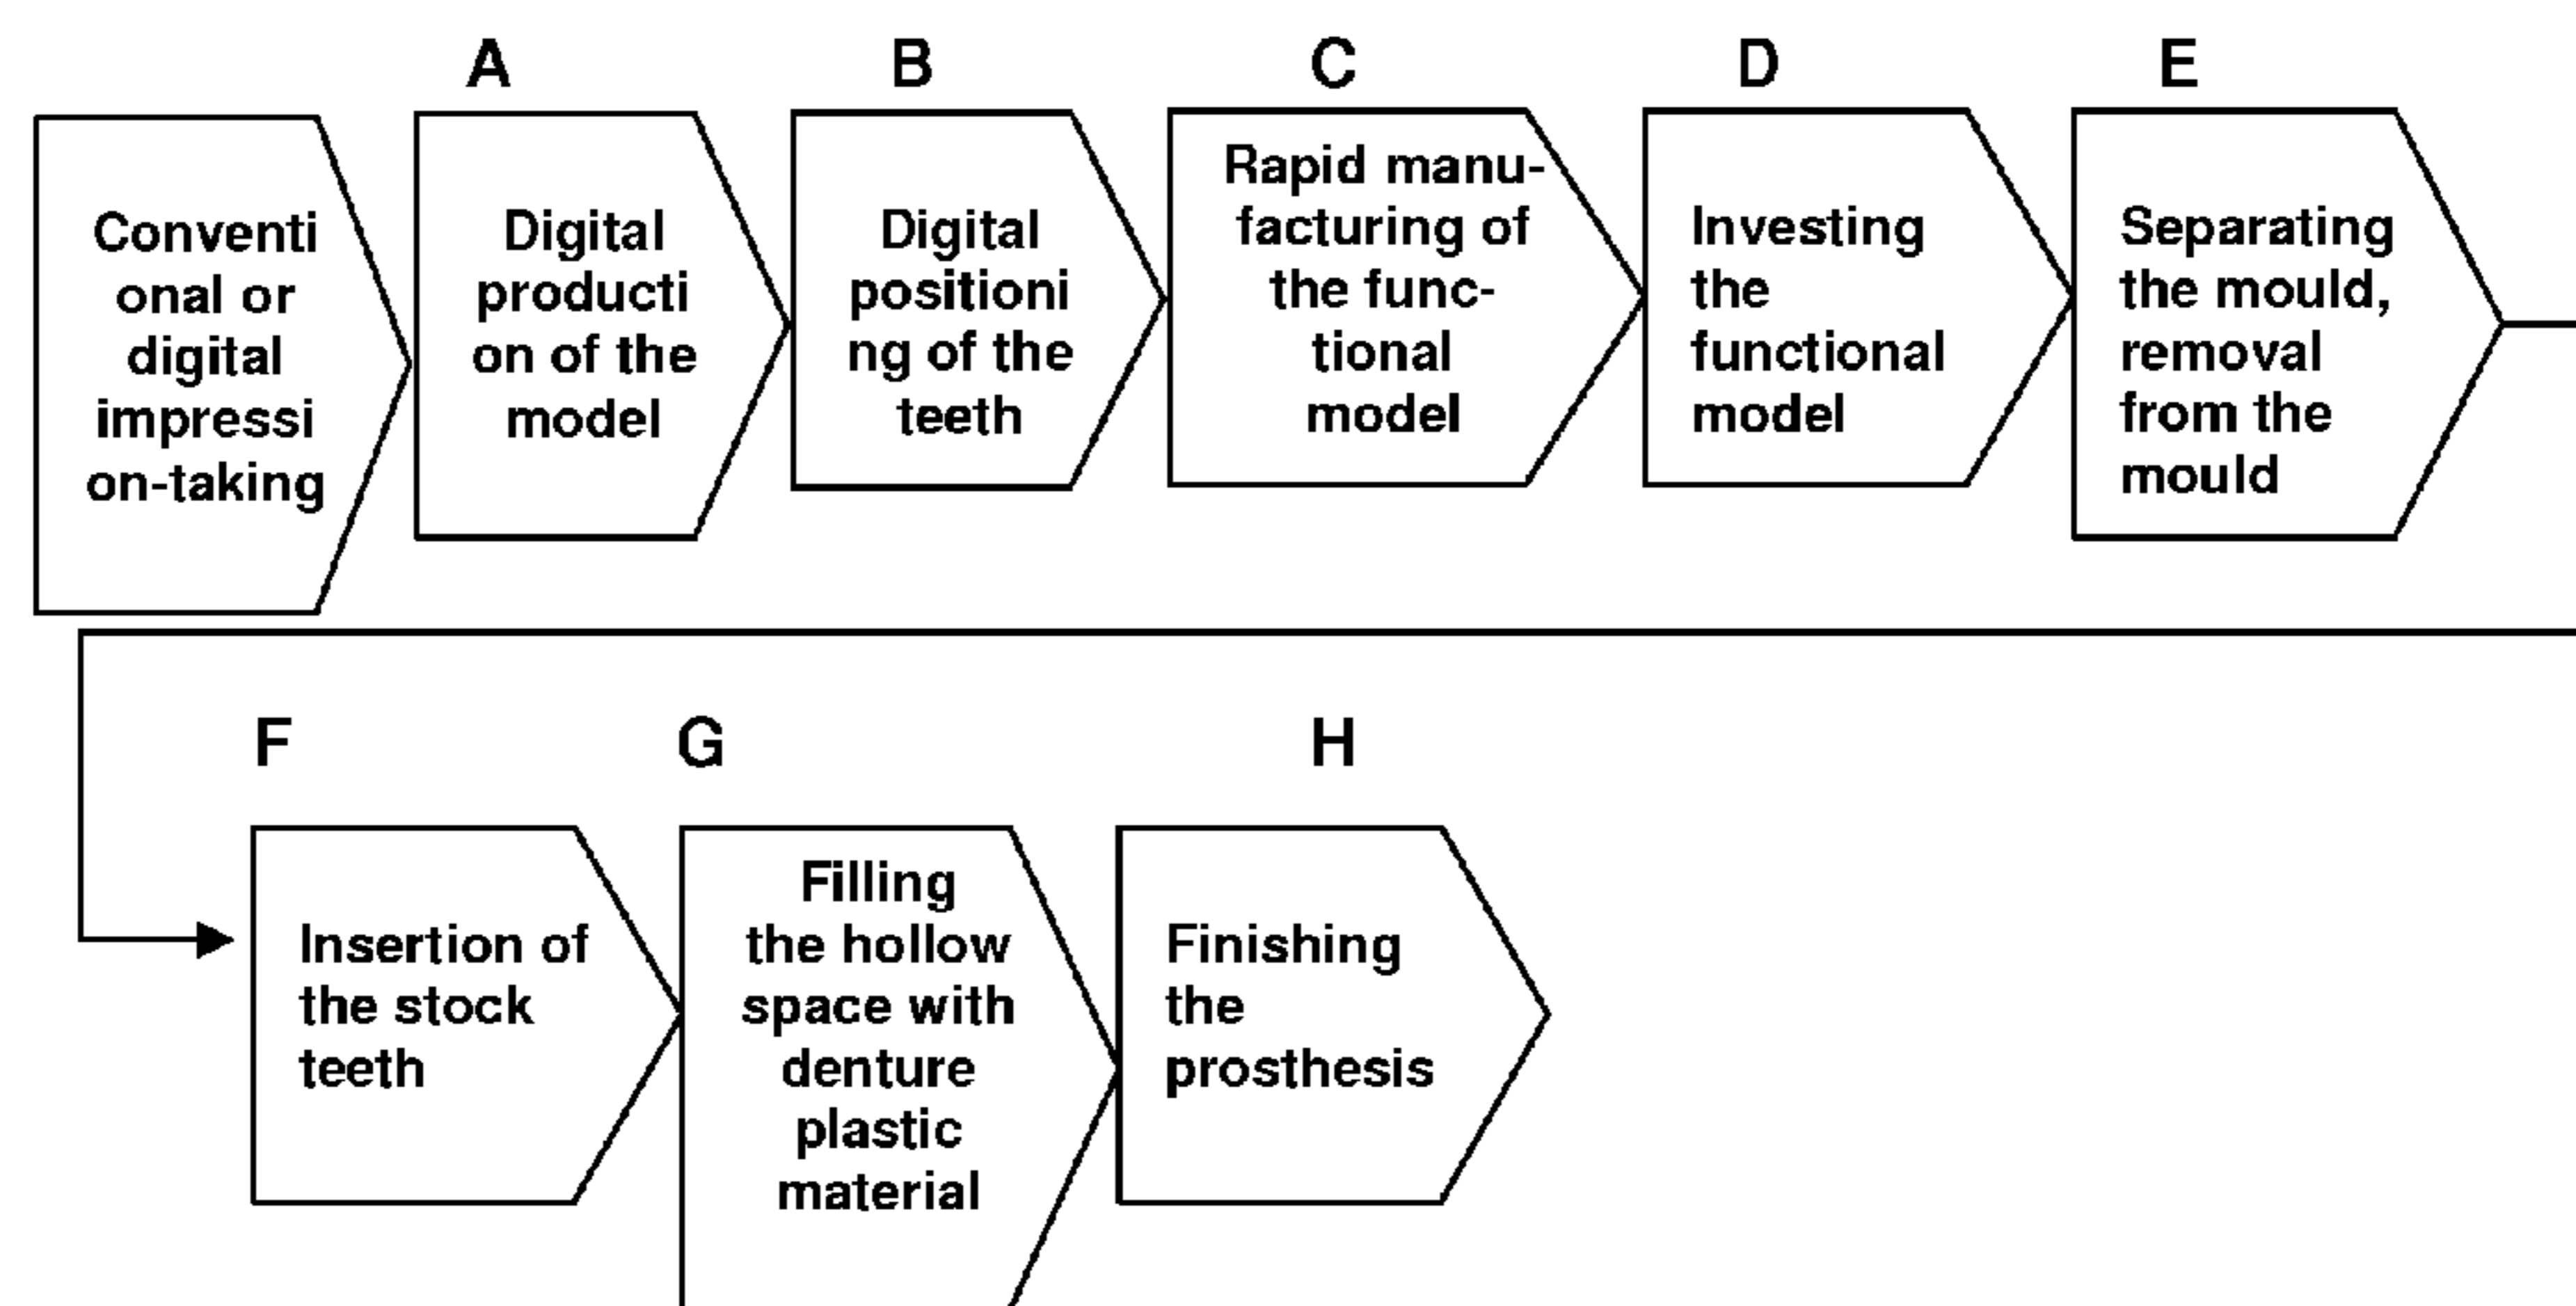 A
B
C
D
E
Conventi
onal or
digital
impressi
on-taking
Digital
producti
on of the
model
Digital
positioni
ng of the
teeth
Rapid manu-
facturing of
the func-
tional
model
Investing
the
functional
model
Separating
the mould,
removal
from the
mould
F
G
H
Insertion of
the stock
teeth
Filling
the hollow
space with
denture
plastic
material
Finishing
the
prosthesis